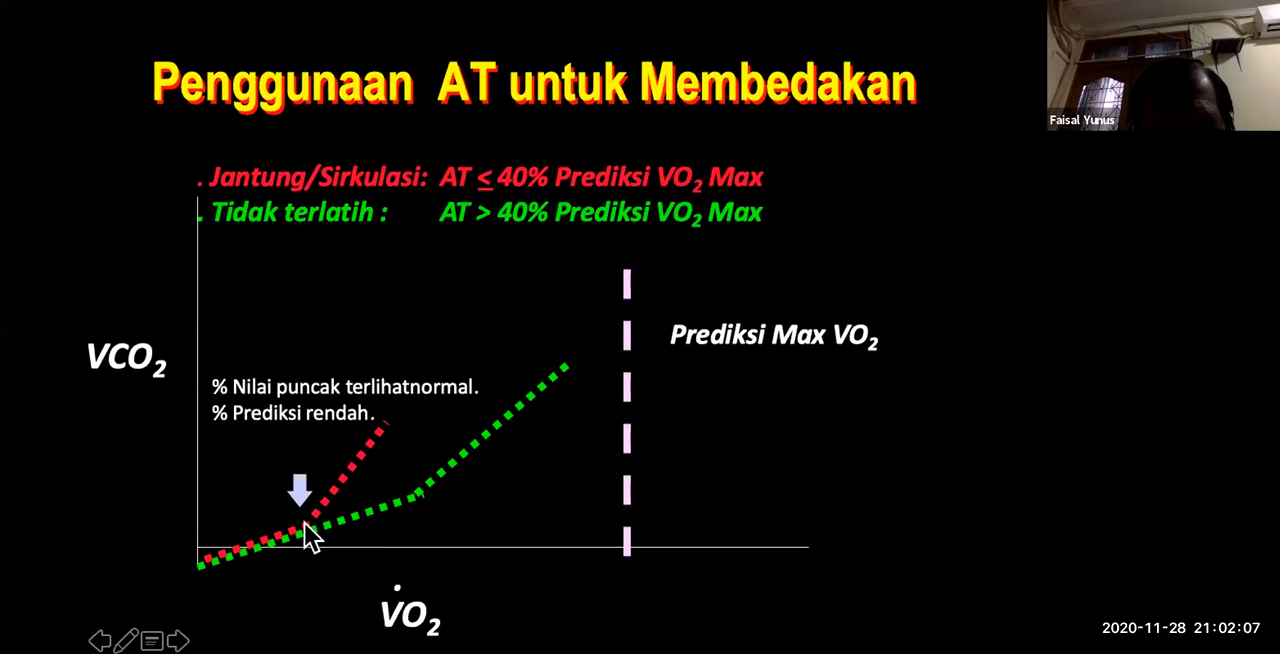 Penggunaan AT untuk Membedakan
Faisal Yunus
. Jantung/Sirkulasi: AT ≤ 40% Prediksi VO₂ Max
. Tidak terlatih : AT > 40% Prediksi VO₂ Max
Prediksi Max VO₂
VCO₂
% Nilai puncak terlihatnormal.
% Prediksi rendah.
V̇O₂
2020-11-28 21:02:07